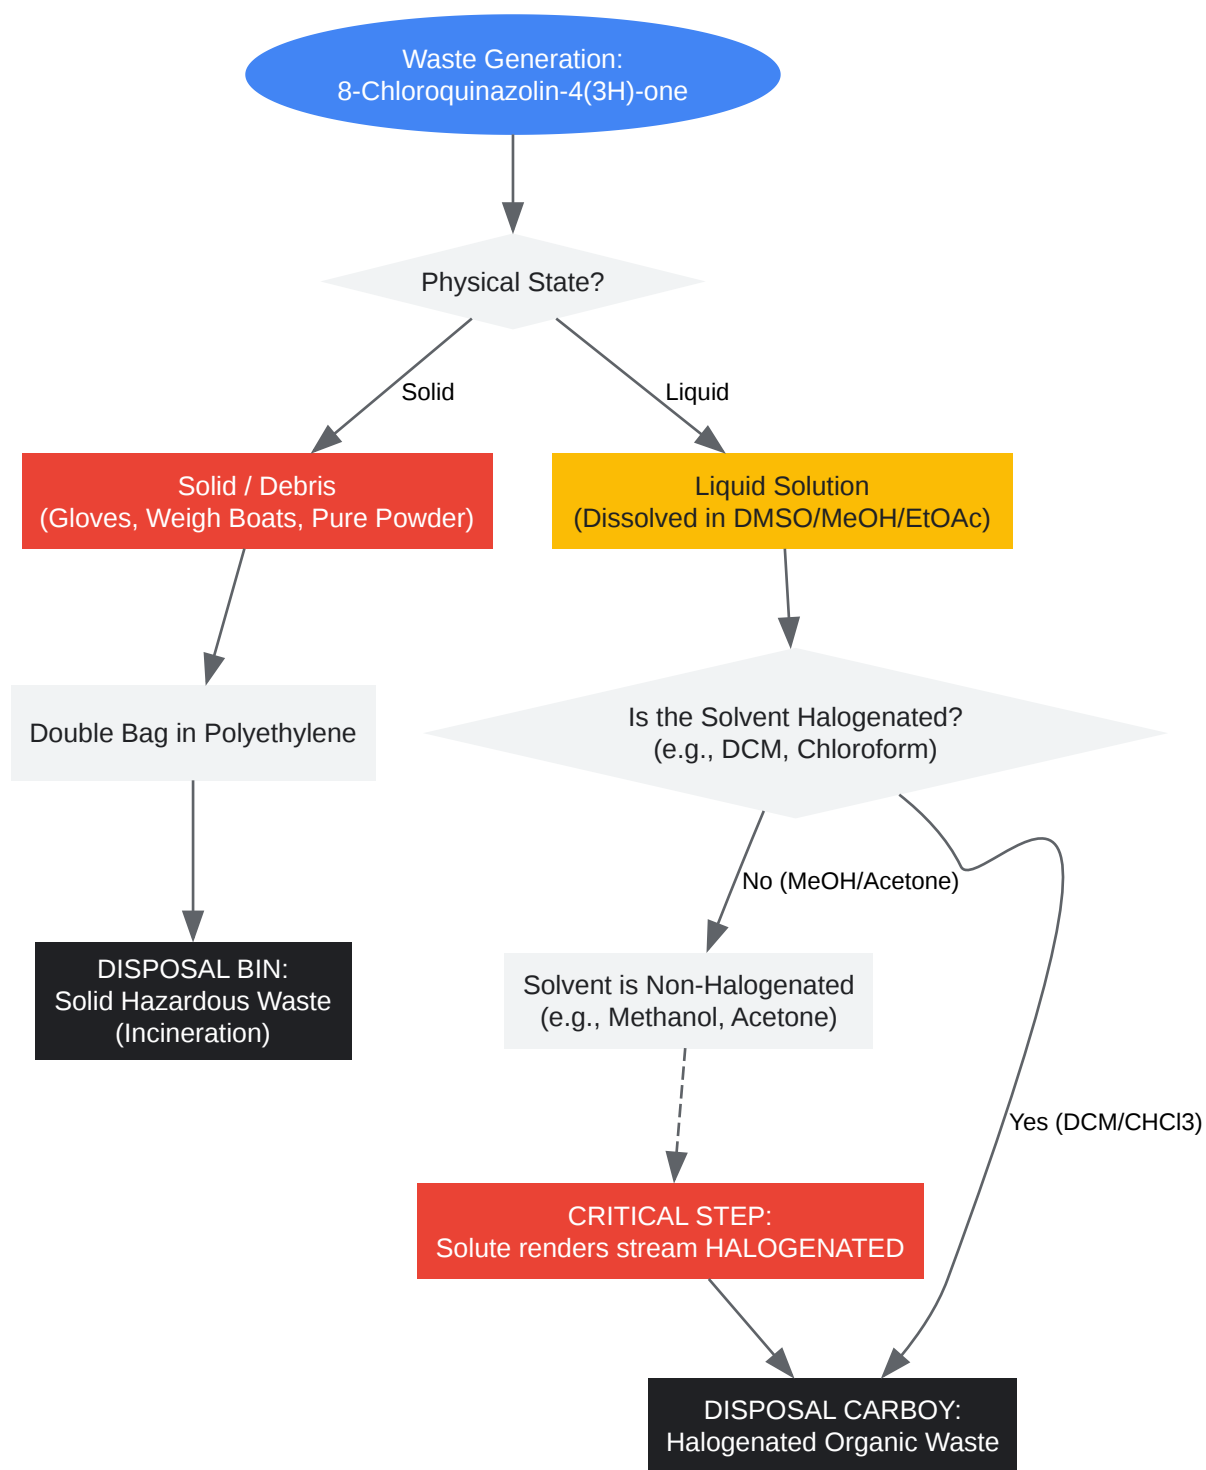 Waste Generation:
8-Chloroquinazolin-4(3H)-one
Physical State?
Solid
Liquid
Solid / Debris
(Gloves, Weigh Boats, Pure Powder)
Liquid Solution
(Dissolved in DMSO/MeOH/EtOAc)
Double Bag in Polyethylene
Is the Solvent Halogenated?
(e.g., DCM, Chloroform)
No (MeOH/Acetone)
DISPOSAL BIN:
Solid Hazardous Waste
(Incineration)
Solvent is Non-Halogenated
(e.g., Methanol, Acetone)
Yes (DCM/CHCl3)
CRITICAL STEP:
Solute renders stream HALOGENATED
DISPOSAL CARBOY:
Halogenated Organic Waste